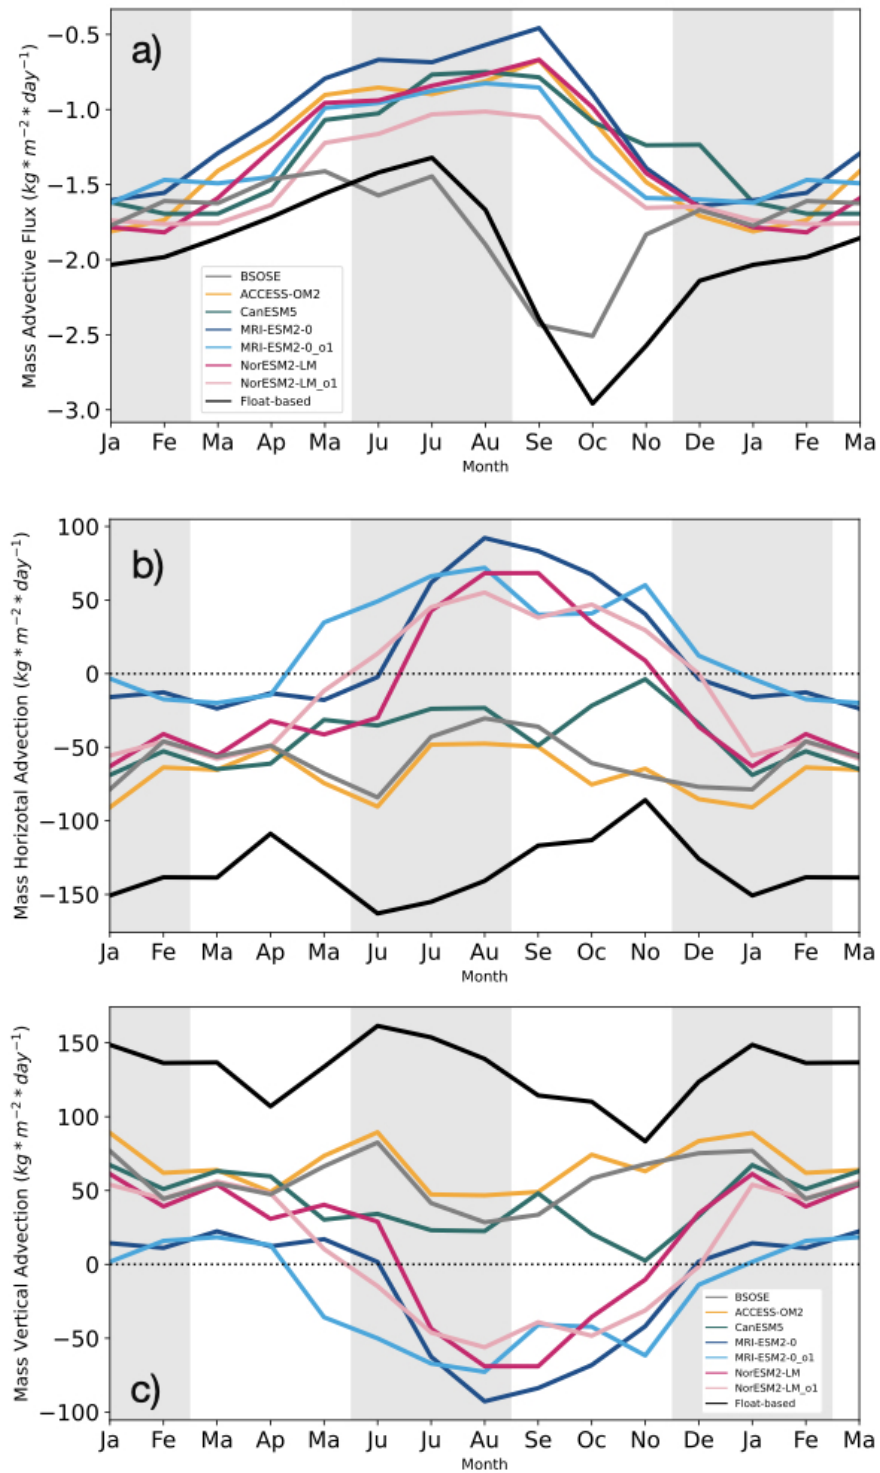 a)
Mass Advective Flux (kg * m⁻² * day⁻¹)
−0.5
−1.0
−1.5
−2.0
−2.5
−3.0
BSOSE
ACCESS-OM2
CanESM5
MRI-ESM2-0
MRI-ESM2-0_o1
NorESM2-LM
NorESM2-LM_o1
Float-based
Ja Fe Ma Ap Ma Ju Ju Au Se Oc No De Ja Fe Ma
Month
b)
Mass Horizotal Advection (kg * m⁻² * day⁻¹)
100
50
0
−50
−100
−150
Ja Fe Ma Ap Ma Ju Ju Au Se Oc No De Ja Fe Ma
Month
Mass Vertical Advection (kg * m⁻² * day⁻¹)
150
100
50
0
−50
−100
BSOSE
ACCESS-OM2
CanESM5
MRI-ESM2-0
MRI-ESM2-0_o1
NorESM2-LM
NorESM2-LM_o1
Float-based
c)
Ja Fe Ma Ap Ma Ju Ju Au Se Oc No De Ja Fe Ma
Month